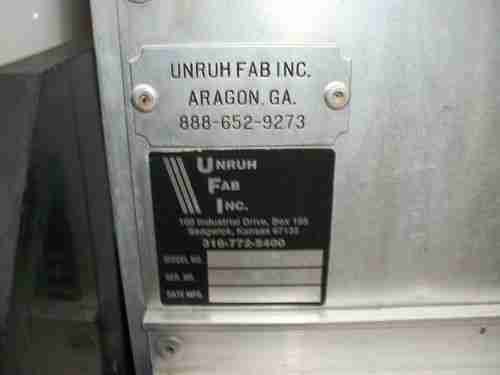 UNRUH FAB INC.
ARAGON, GA.
888-652-9273
UNRUH
FAB
INC.
100 Industrial Drive, Box 195
Sedgwick, Kansas 67135
316-772-5400
MODEL NO.
SER. NO.
DATE MFG.